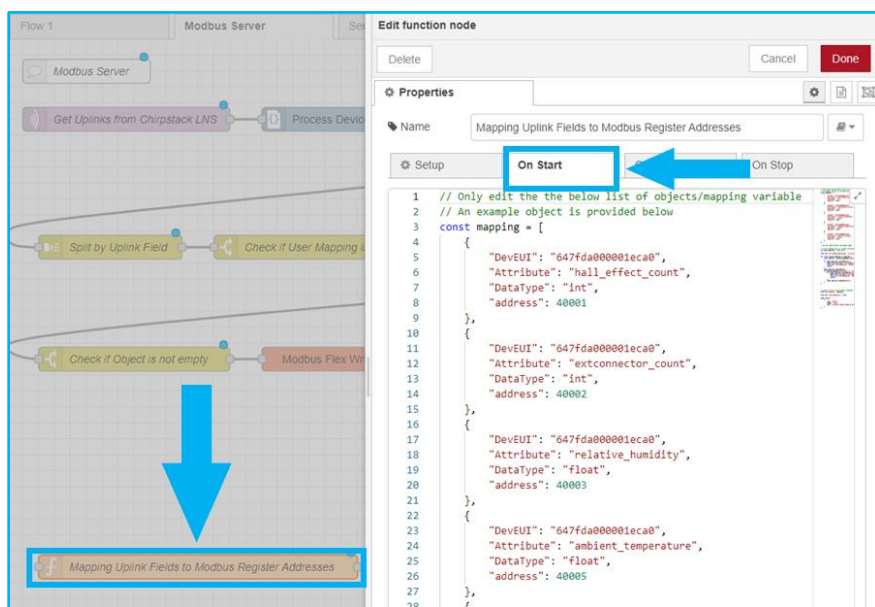 Flow 1
Modbus Server
Edit function node
Delete
Cancel
Done
Modbus Server
Properties
Get Uplinks from Chirpstack LNS
Process
Name
Mapping Uplink Fields to Modbus Register Addresses
Setup
On Start
On Stop
Split by Uplink Field
Check if User Mapping
Check if Object is not empty
Modbus Flex
Mapping Uplink Fields to Modbus Register Addresses
1 // Only edit the the below list of objects/mapping variable
2 // An example object is provided below
3 const mapping = [
4 {
5 "DevEUI": "647fda000001eca0",
6 "Attribute": "hall_effect_count",
7 "DataType": "int",
8 "address": 40001
9 },
10 {
11 "DevEUI": "647fda000001eca0",
12 "Attribute": "extconnector_count",
13 "DataType": "int",
14 "address": 40002
15 },
16 {
17 "DevEUI": "647fda000001eca0",
18 "Attribute": "relative_humidity",
19 "DataType": "float",
20 "address": 40003
21 },
22 {
23 "DevEUI": "647fda000001eca0",
24 "Attribute": "ambient_temperature",
25 "DataType": "float",
26 "address": 40005
27 },
28 {